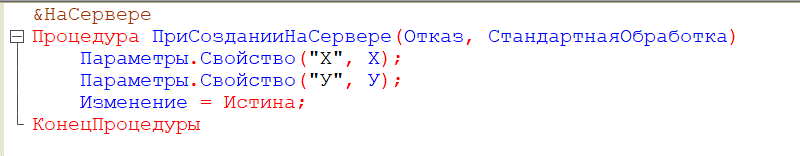 &НаСервере
Процедура ПриСозданииНаСервере(Отказ, СтандартнаяОбработка)
Параметры.Свойство("Х", Х);
Параметры.Свойство("У", У);
Изменение = Истина;
КонецПроцедуры